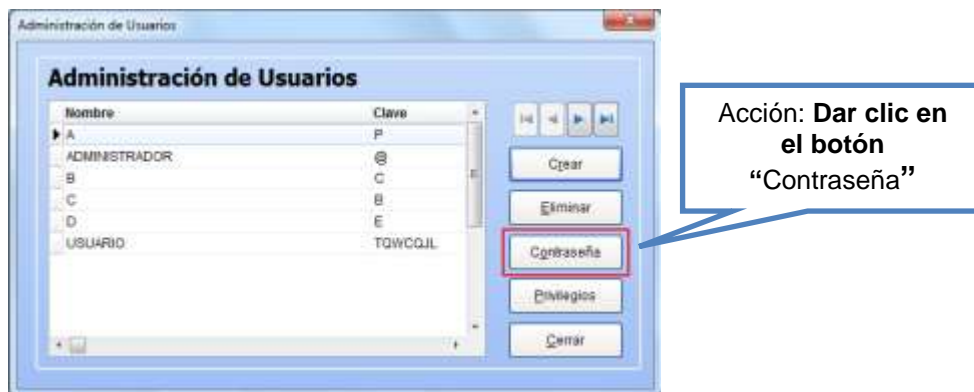 Administración de Usuarios
Administración de Usuarios
Nombre Clave
A P
ADMINISTRADOR @
B C
C B
D E
USUARIO TQWCQJL
Crear
Eliminar
Contraseña
Privilegios
Cerrar
Acción: Dar clic en
el botón
“Contraseña”